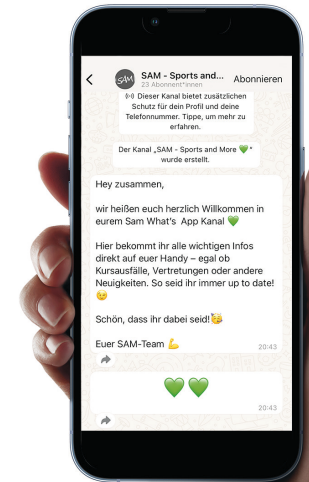 SAM
SAM - Sports and... Abonnieren
23 Abonnent*innen
Dieser Kanal bietet zusätzlichen
Schutz für dein Profil und deine
Telefonnummer. Tippe, um mehr zu
erfahren.
Der Kanal „SAM - Sports and More 💚“
wurde erstellt.
Hey zusammen,
wir heißen euch herzlich Willkommen in
eurem Sam What's App Kanal 💚
Hier bekommt ihr alle wichtigen Infos
direkt auf euer Handy – egal ob
Kursausfälle, Vertretungen oder andere
Neuigkeiten. So seid ihr immer up to date!
😉
Schön, dass ihr dabei seid!🥳
Euer SAM-Team 💪
20:43
💚 💚
20:43